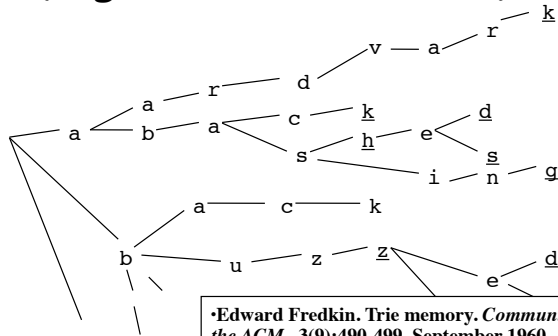 a a r d v a r k
b a c k
s h e d
s
i n g
b a c k
u z z e d
•Edward Fredkin. Trie memory. Commun
the ACM, 3(9):490-499, September 1960.